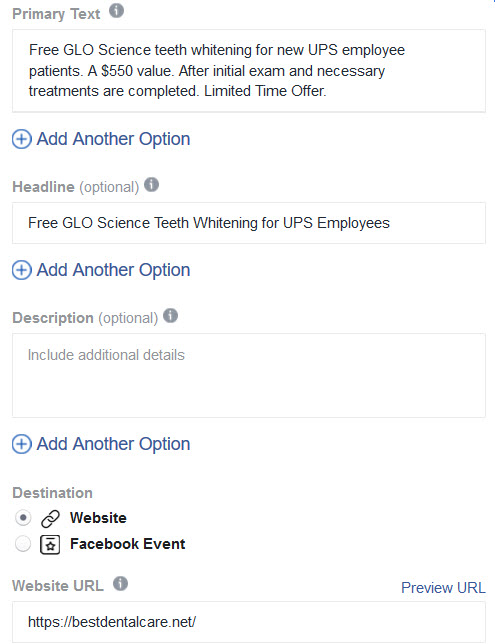 Primary Text
Free GLO Science teeth whitening for new UPS employee
patients. A $550 value. After initial exam and necessary
treatments are completed. Limited Time Offer.
Add Another Option
Headline (optional)
Free GLO Science Teeth Whitening for UPS Employees
Add Another Option
Description (optional)
Include additional details
Add Another Option
Destination
Website
Facebook Event
Website URL Preview URL
https://bestdentalcare.net/